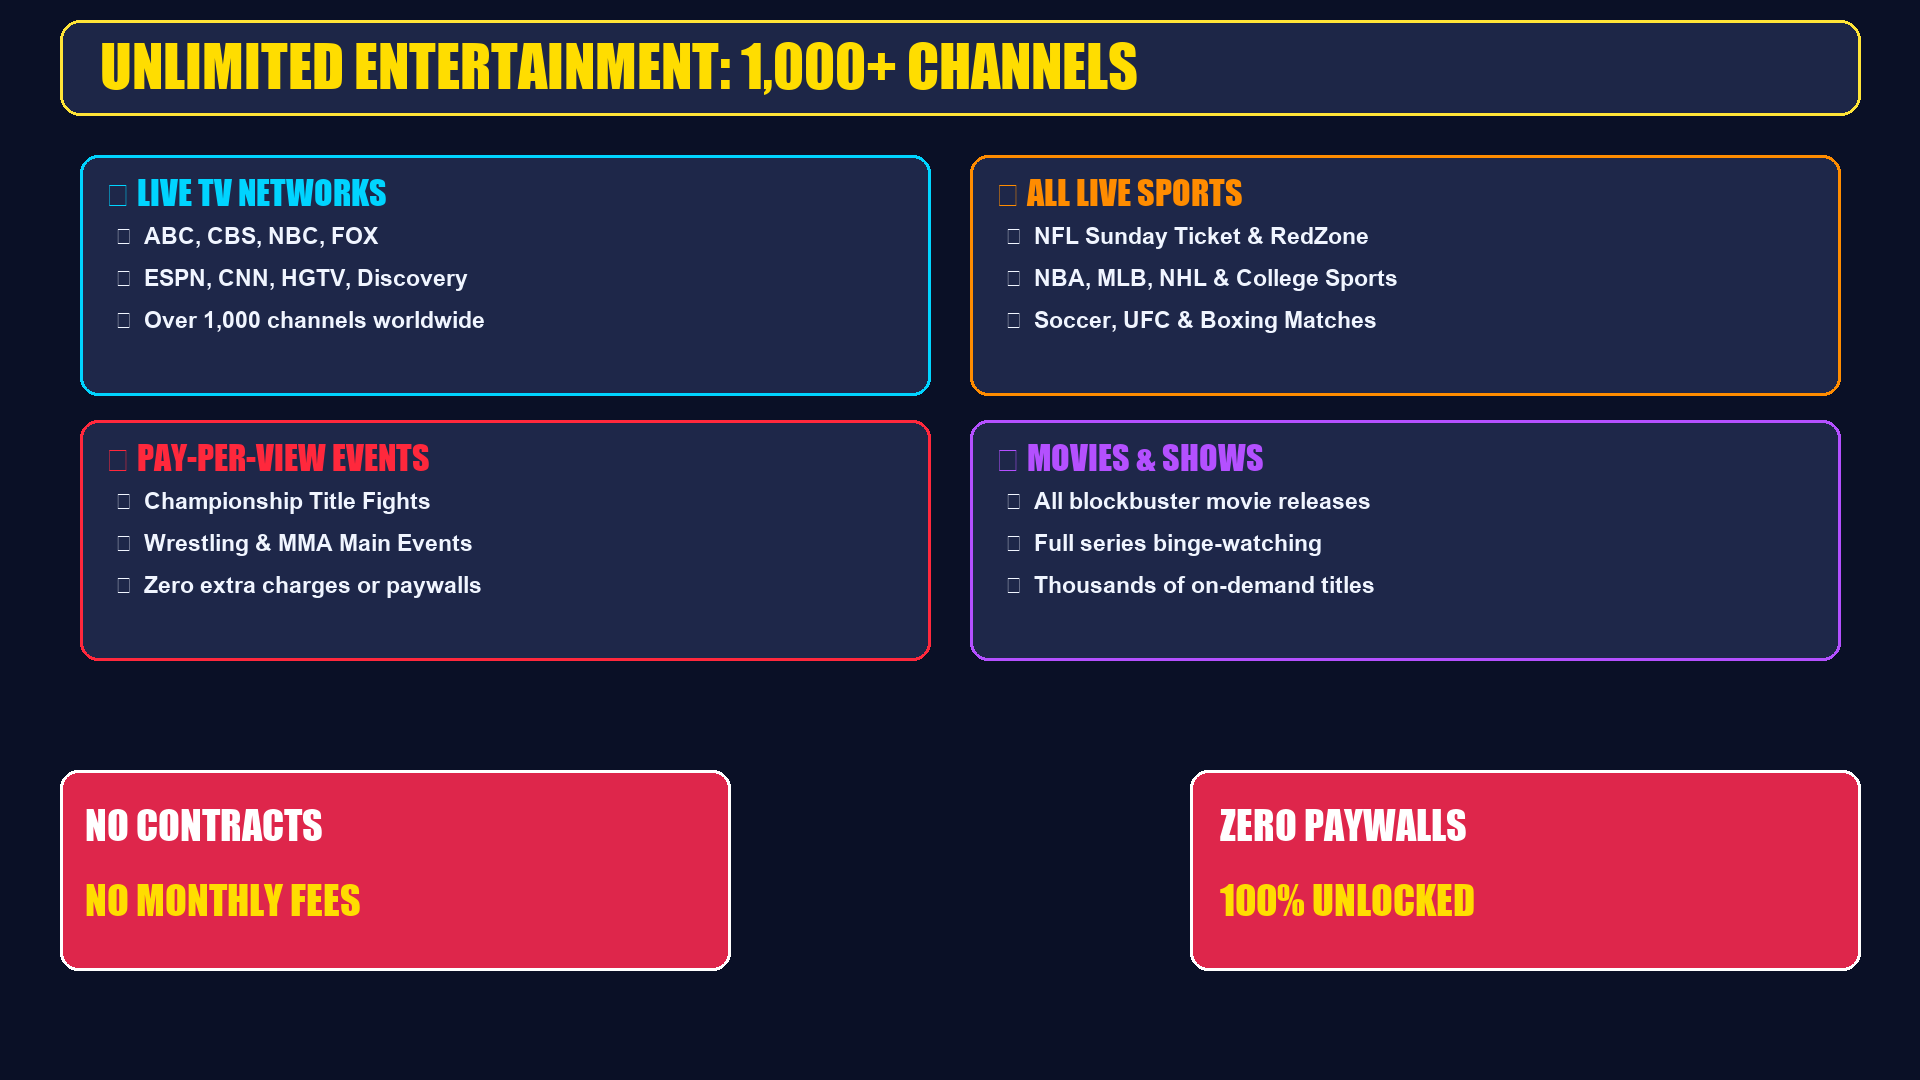 UNLIMITED ENTERTAINMENT: 1,000+ CHANNELS
LIVE TV NETWORKS
ABC, CBS, NBC, FOX
ESPN, CNN, HGTV, Discovery
Over 1,000 channels worldwide
ALL LIVE SPORTS
NFL Sunday Ticket & RedZone
NBA, MLB, NHL & College Sports
Soccer, UFC & Boxing Matches
PAY-PER-VIEW EVENTS
Championship Title Fights
Wrestling & MMA Main Events
Zero extra charges or paywalls
MOVIES & SHOWS
All blockbuster movie releases
Full series binge-watching
Thousands of on-demand titles
NO CONTRACTS
NO MONTHLY FEES
ZERO PAYWALLS
100% UNLOCKED